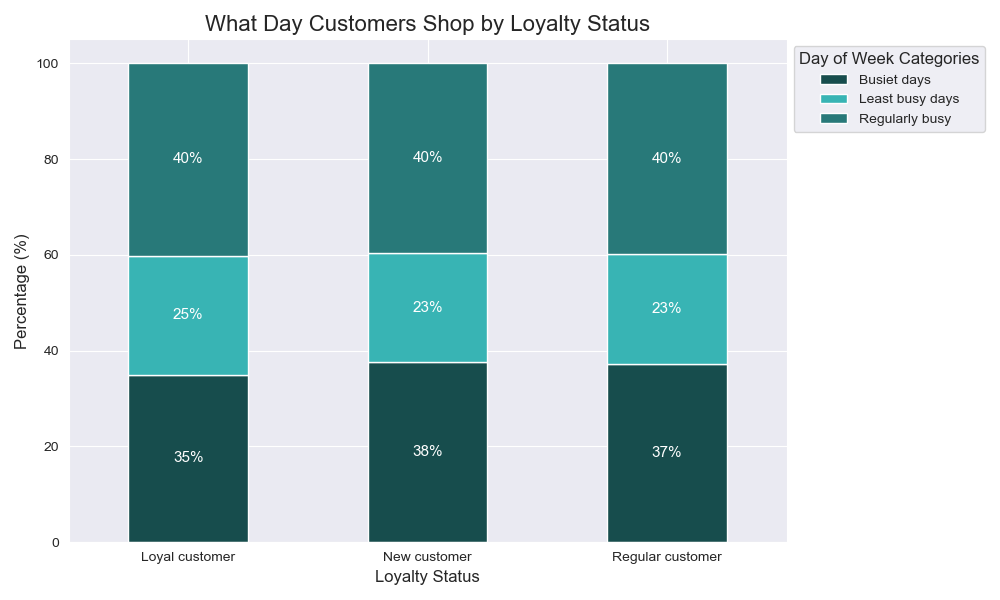 What Day Customers Shop by Loyalty Status
Day of Week Categories
Busiet days
Least busy days
Regularly busy
Percentage (%)
100
80
60
40
20
0
40%
40%
40%
25%
23%
23%
35%
38%
37%
Loyal customer
New customer
Regular customer
Loyalty Status